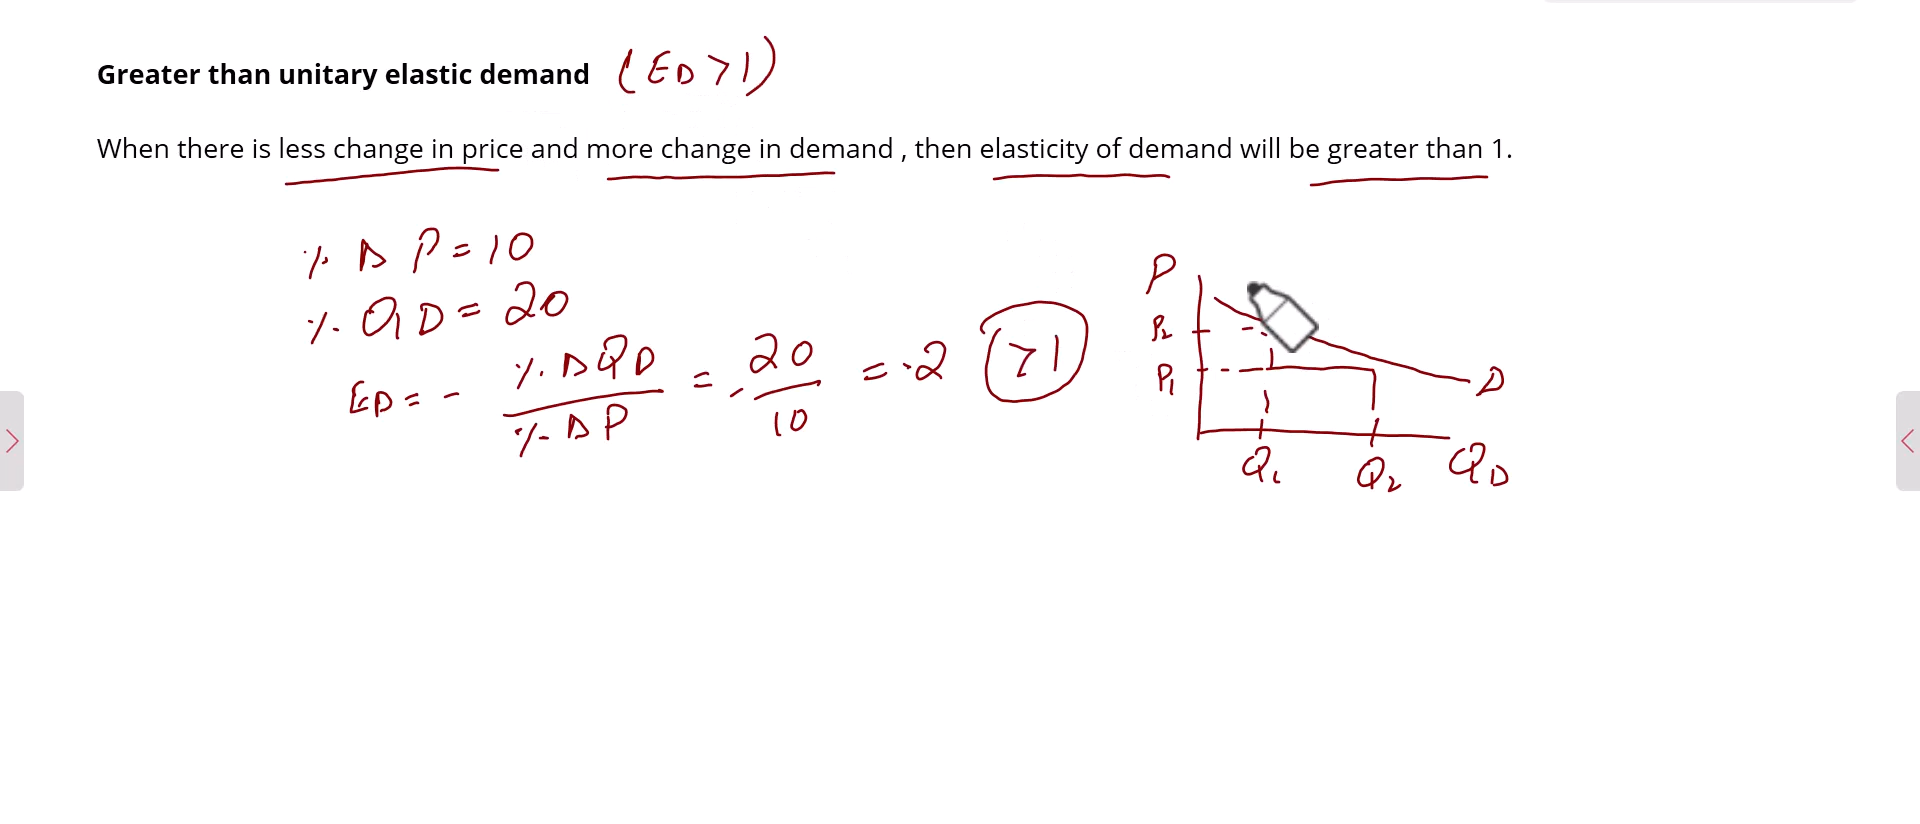 Greater than unitary elastic demand (ED>1)
When there is less change in price and more change in demand , then elasticity of demand will be greater than 1.
% Δ P = 10
% QD = 20
ED = - % Δ QD / % Δ P = - 20 / 10 = -2 (>1)
P
P2
P1
D
Q1 Q2 QD